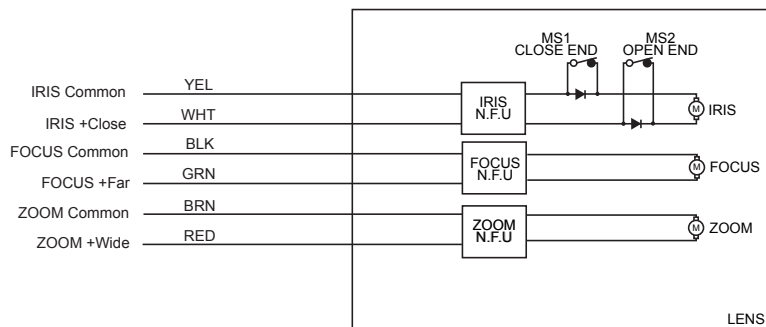 MS1
CLOSE END
MS2
OPEN END
IRIS Common
YEL
IRIS
N.F.U
M
IRIS
IRIS +Close
WHT
FOCUS Common
BLK
FOCUS
N.F.U
M
FOCUS
FOCUS +Far
GRN
ZOOM Common
BRN
ZOOM
N.F.U
M
ZOOM
ZOOM +Wide
RED
LENS